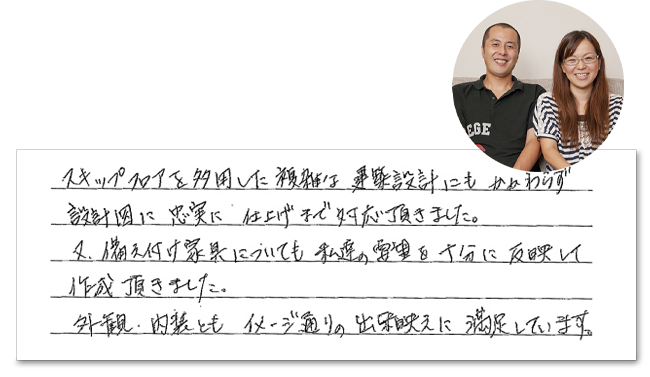 EGE
スキップフロアを多用した複雑な建築設計にもかかわらず
設計図に忠実に仕上げまで対応頂きました。
又、備え付け家具についても私達の要望を十分に反映して
作成頂きました。
外観・内装ともイメージ通りの出来映えに満足しています。